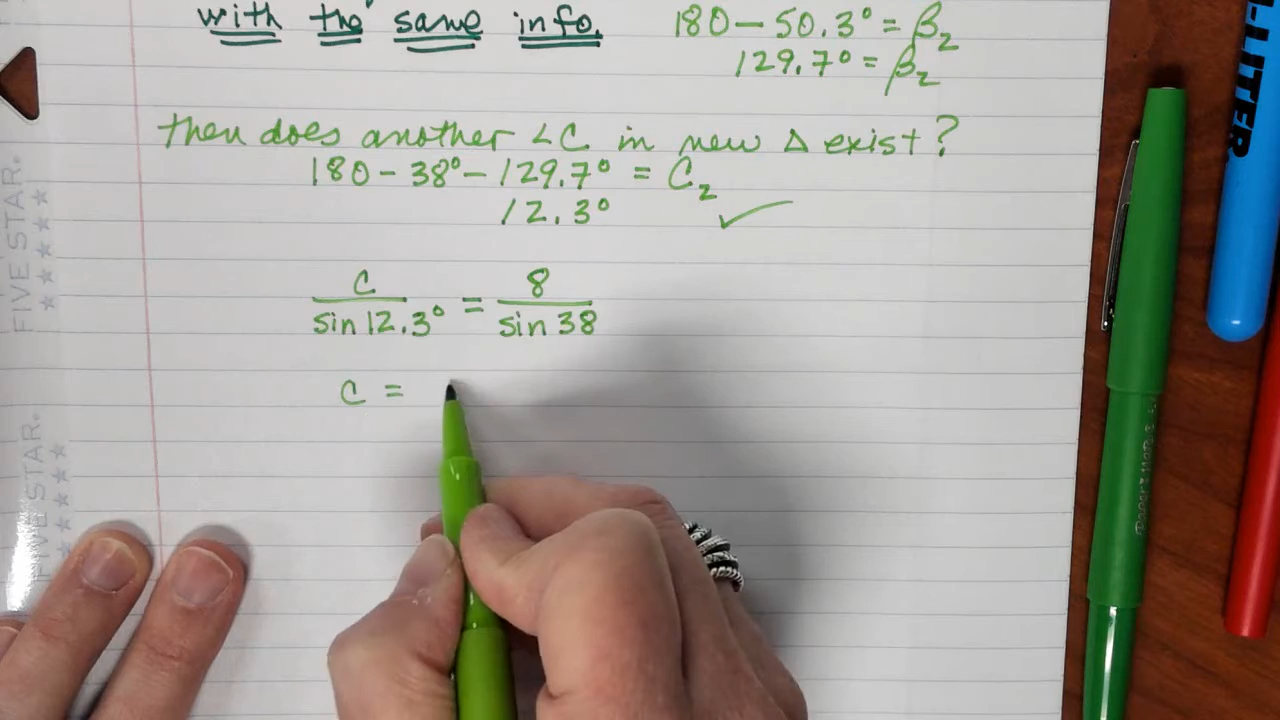 with the same info.
180 - 50.3° = β₂
129.7° = β₂
then does another ∠C in new Δ exist?
180 - 38° - 129.7° = C₂
12.3° ✓
c/sin 12.3° = 8/sin 38
c =
FIVE STAR.
FIVE STAR.